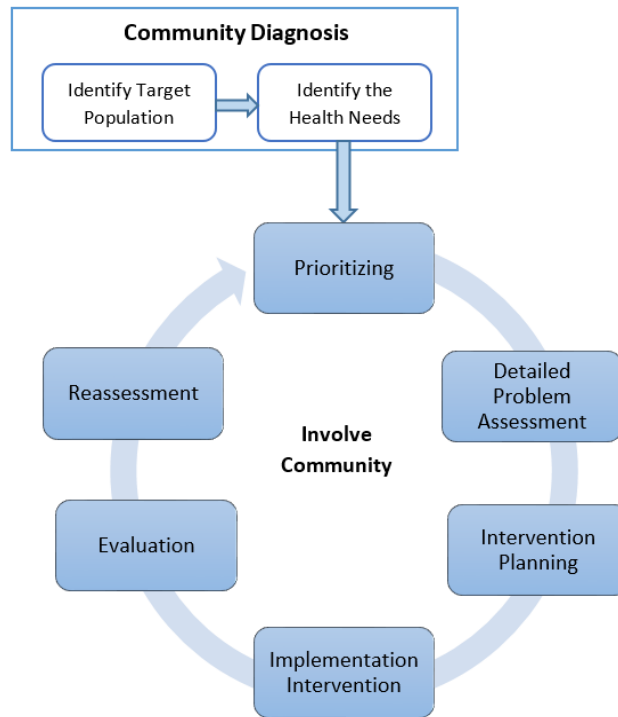 Community Diagnosis
Identify Target
Population
Identify the
Health Needs
Prioritizing
Detailed
Problem
Assessment
Intervention
Planning
Implementation
Intervention
Evaluation
Reassessment
Involve
Community